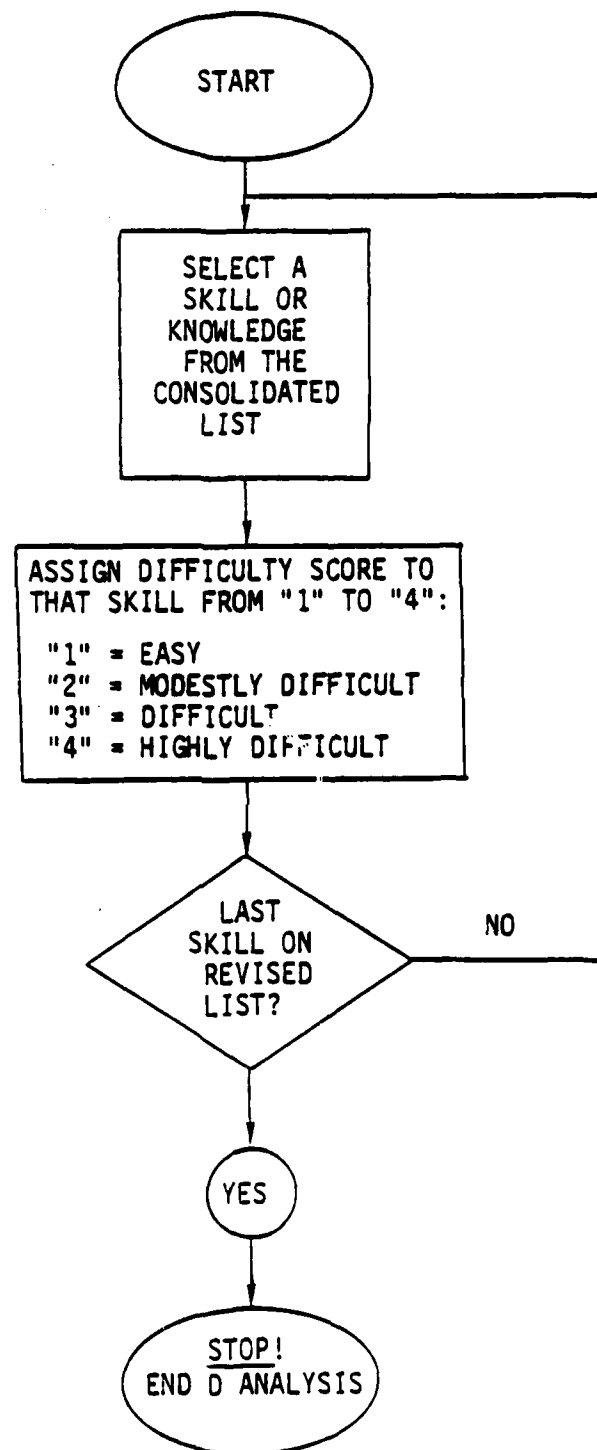 START
SELECT A
SKILL OR
KNOWLEDGE
FROM THE
CONSOLIDATED
LIST
ASSIGN DIFFICULTY SCORE TO
THAT SKILL FROM "1" TO "4":
"1" = EASY
"2" = MODESTLY DIFFICULT
"3" = DIFFICULT
"4" = HIGHLY DIFFICULT
LAST
SKILL ON
REVISED
LIST?
NO
YES
STOP!
END D ANALYSIS